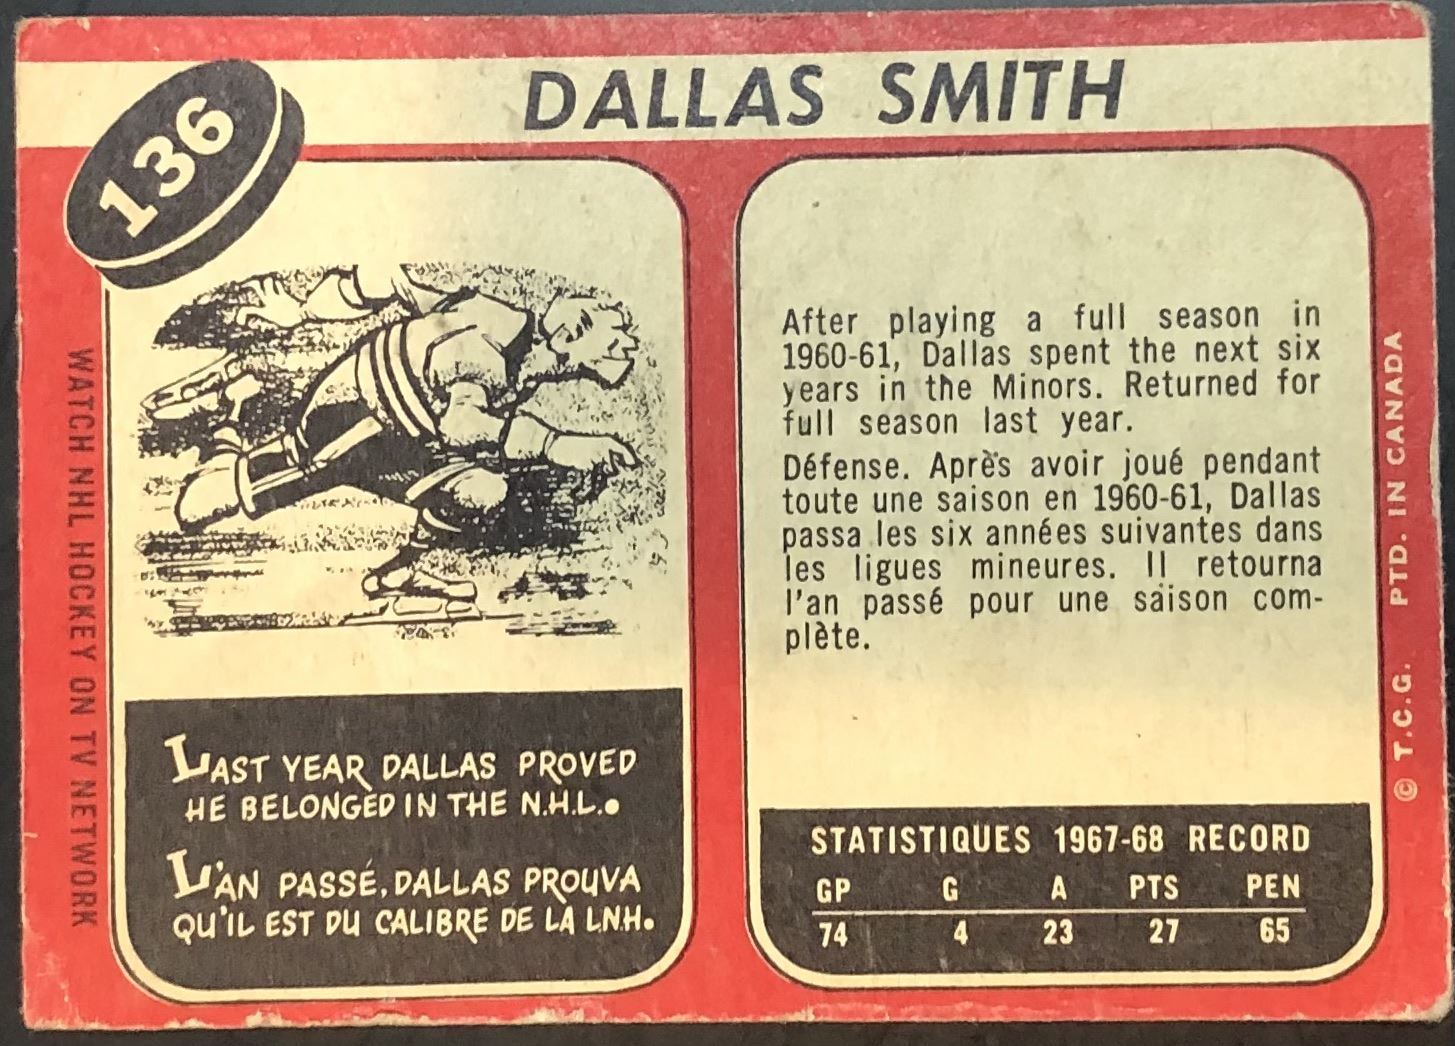 136
DALLAS SMITH
WATCH NHL HOCKEY ON TV NETWORK
LAST YEAR DALLAS PROVED
HE BELONGED IN THE N.H.L.
L'AN PASSÉ, DALLAS PROUVA
QU'IL EST DU CALIBRE DE LA LNH.
After playing a full season in
1960-61, Dallas spent the next six
years in the Minors. Returned for
full season last year.
Défense. Après avoir joué pendant
toute une saison en 1960-61, Dallas
passa les six années suivantes dans
les ligues mineures. Il retourna
l'an passé pour une saison com-
plète.
STATISTIQUES 1967-68 RECORD
GP G A PTS PEN
74 4 23 27 65
© T.C.G. PTD. IN CANADA